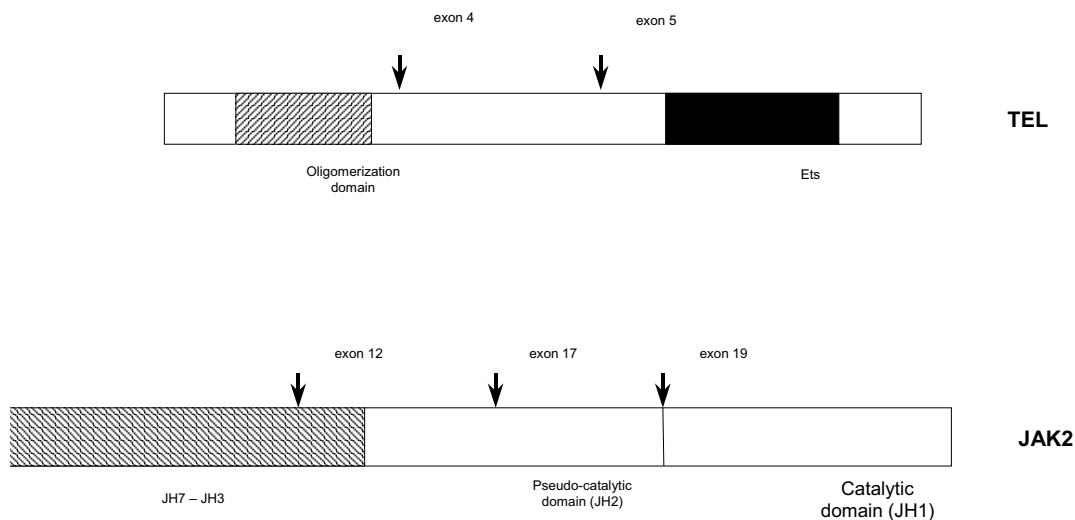 exon 4
exon 5
TEL
Oligomerization
domain
Ets
exon 12
exon 17
exon 19
JAK2
JH7 – JH3
Pseudo-catalytic
domain (JH2)
Catalytic
domain (JH1)